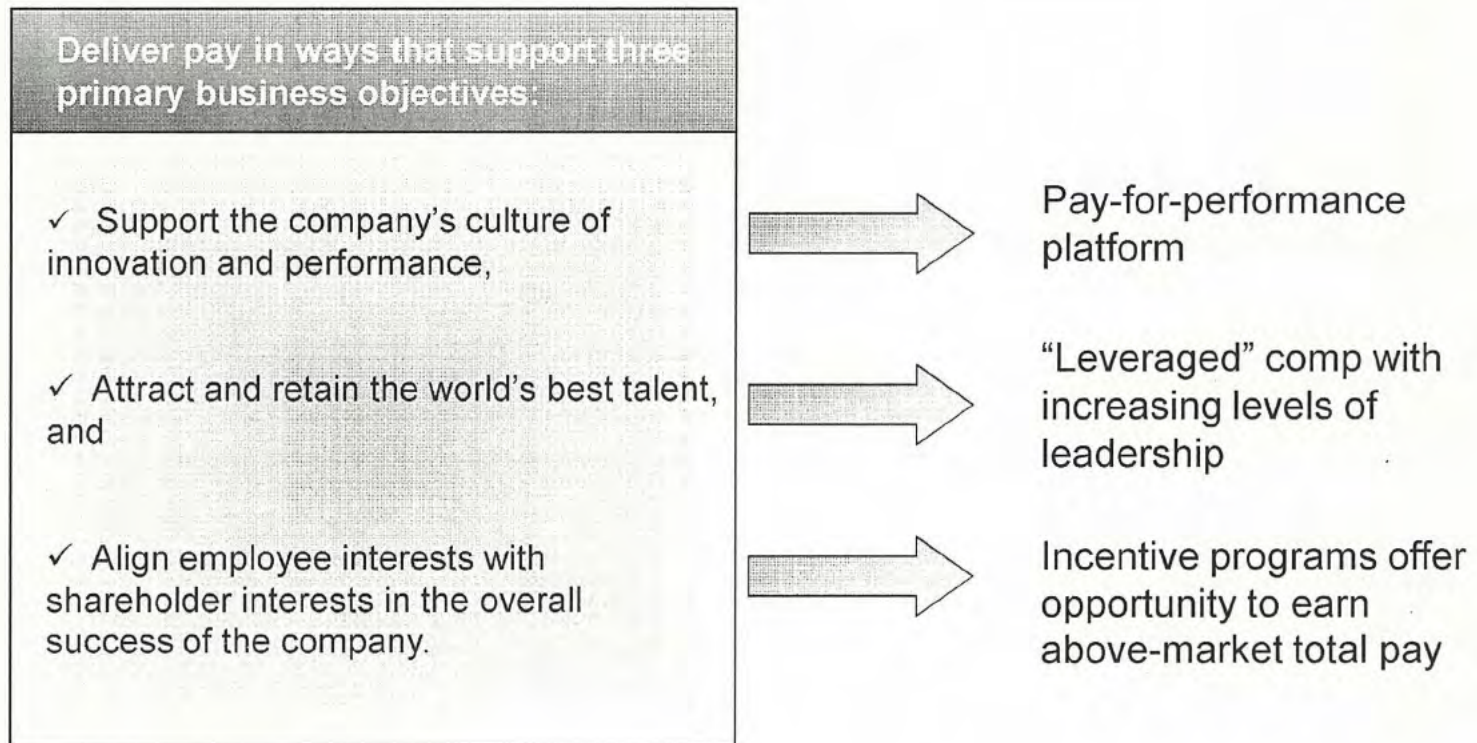 Deliver pay in ways that support three
primary business objectives:
✓ Support the company's culture of
innovation and performance,
Pay-for-performance
platform
✓ Attract and retain the world's best talent,
and
"Leveraged" comp with
increasing levels of
leadership
✓ Align employee interests with
shareholder interests in the overall
success of the company.
Incentive programs offer
opportunity to earn
above-market total pay